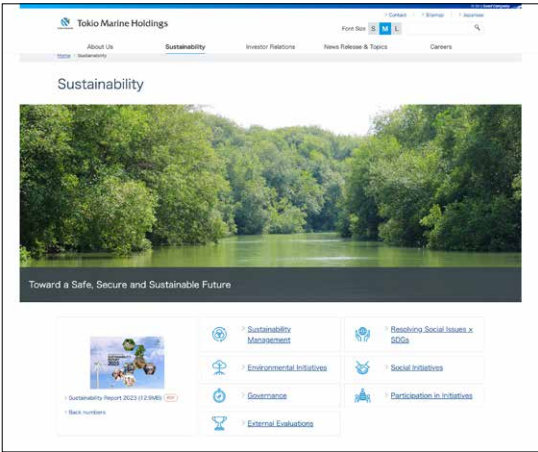 Contact
Sitemap
Japanese
Tokio Marine Holdings
Font Size S M L
About Us
Sustainability
Investor Relations
News Release & Topics
Careers
Home
Sustainability
Sustainability
Toward a Safe, Secure and Sustainable Future
Sustainability
Management
Resolving Social Issues x
SDGs
Environmental Initiatives
Social Initiatives
Sustainability Report 2023 (12.9MB) PDF
Governance
Participation in Initiatives
Back numbers
External Evaluations